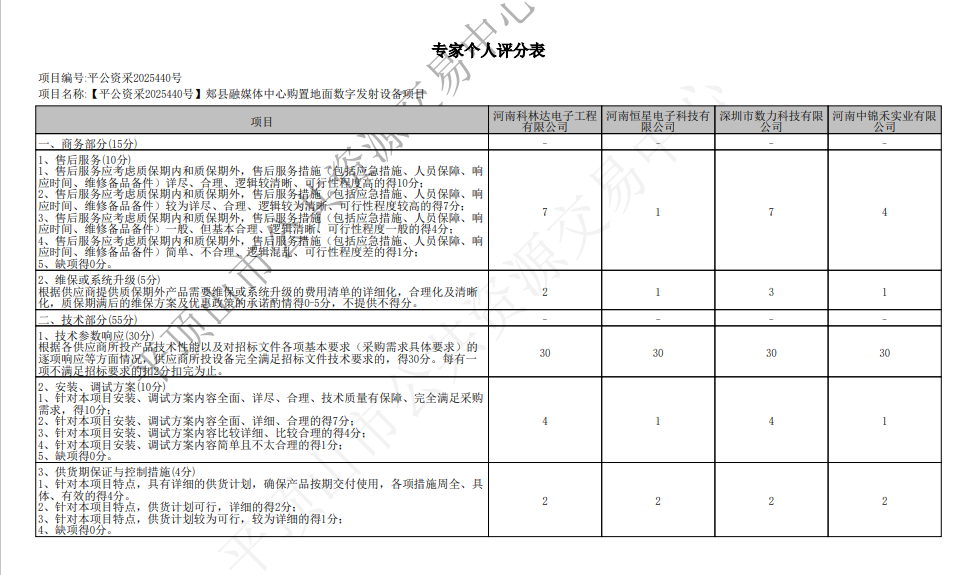 专家个人评分表
项目编号:平公资采2025440号
项目名称:【平公资采2025440号】郏县融媒体中心购置地面数字发射设备项目
项目
河南科林达电子工程有限公司
河南恒星电子科技有限公司
深圳市数力科技有限公司
河南中锦禾实业有限公司
一、商务部分(15分)
- - - -
1、售后服务(10分)
1、售后服务应考虑质保期内和质保期外，售后服务措施（包括应急措施、人员保障、响
应时间、维修备品备件）详尽、合理、逻辑较清晰、可行性程度高的得10分；
2、售后服务应考虑质保期内和质保期外，售后服务措施（包括应急措施、人员保障、响
应时间、维修备品备件）较为详尽、合理、逻辑较为清晰、可行性程度较高的得7分；
3、售后服务应考虑质保期内和质保期外，售后服务措施（包括应急措施、人员保障、响
应时间、维修备品备件）一般、但基本合理、逻辑清晰、可行性程度一般的得4分；
4、售后服务应考虑质保期内和质保期外，售后服务措施（包括应急措施、人员保障、响
应时间、维修备品备件）简单、不合理、逻辑混乱、可行性程度差的得1分；
5、缺项得0分。
7 1 7 4
2、维保或系统升级(5分)
根据供应商提供质保期外产品需要维保或系统升级的费用清单的详细化，合理化及清晰
化，质保期满后的维保方案及优惠政策的承诺酌情得0-5分，不提供不得分。
2 1 3 1
二、技术部分(55分)
- - - -
1、技术参数响应(30分)
根据各供应商所投产品技术性能以及对招标文件各项基本要求（采购需求具体要求）的
逐项响应等方面情况，供应商所投设备完全满足招标文件技术要求的，得30分。每有一
项不满足招标要求的扣2分扣完为止。
30 30 30 30
2、安装、调试方案(10分)
1、针对本项目安装、调试方案内容全面、详尽、合理、技术质量有保障、完全满足采购
需求，得10分；
2、针对本项目安装、调试方案内容全面、详细、合理的得7分；
3、针对本项目安装、调试方案内容比较详细、比较合理的得4分；
4、针对本项目安装、调试方案内容简单且不太合理的得1分；
5、缺项得0分。
4 1 4 1
3、供货期保证与控制措施(4分)
1、针对本项目特点，具有详细的供货计划，确保产品按期交付使用，各项措施周全、具
体、有效的得4分。
2、针对本项目特点，供货计划可行，详细的得2分；
3、针对本项目特点，供货计划较为可行，较为详细的得1分；
4、缺项得0分。
2 2 2 2
平顶山市公共资源交易中心
平顶山市公共资源交易中心